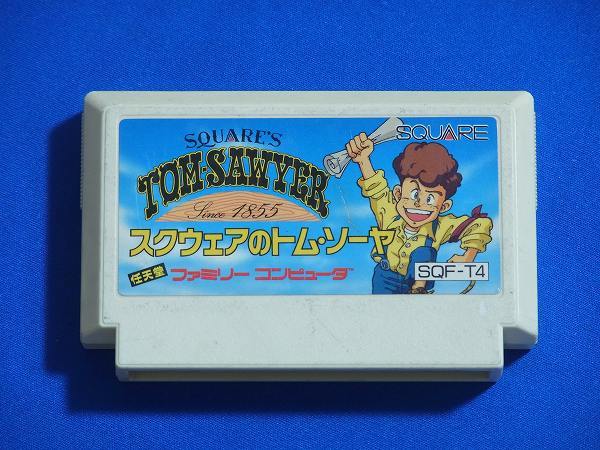 SQUARE'S
TOM·SAWYER
Since 1855
SQUARE
スクウェアのトム・ソーヤ
任天堂 ファミリー コンピュータ
SQF-T4